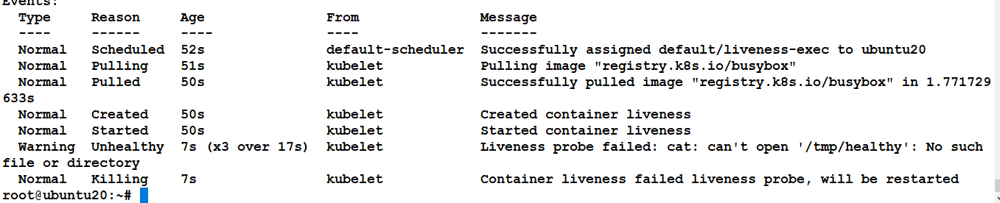 Events:
Type Reason Age From Message
---- ------ ---- ---- -------
Normal Scheduled 52s default-scheduler Successfully assigned default/liveness-exec to ubuntu20
Normal Pulling 51s kubelet Pulling image "registry.k8s.io/busybox"
Normal Pulled 50s kubelet Successfully pulled image "registry.k8s.io/busybox" in 1.771729
633s
Normal Created 50s kubelet Created container liveness
Normal Started 50s kubelet Started container liveness
Warning Unhealthy 7s (x3 over 17s) kubelet Liveness probe failed: cat: can't open '/tmp/healthy': No such
file or directory
Normal Killing 7s kubelet Container liveness failed liveness probe, will be restarted
root@ubuntu20:~#